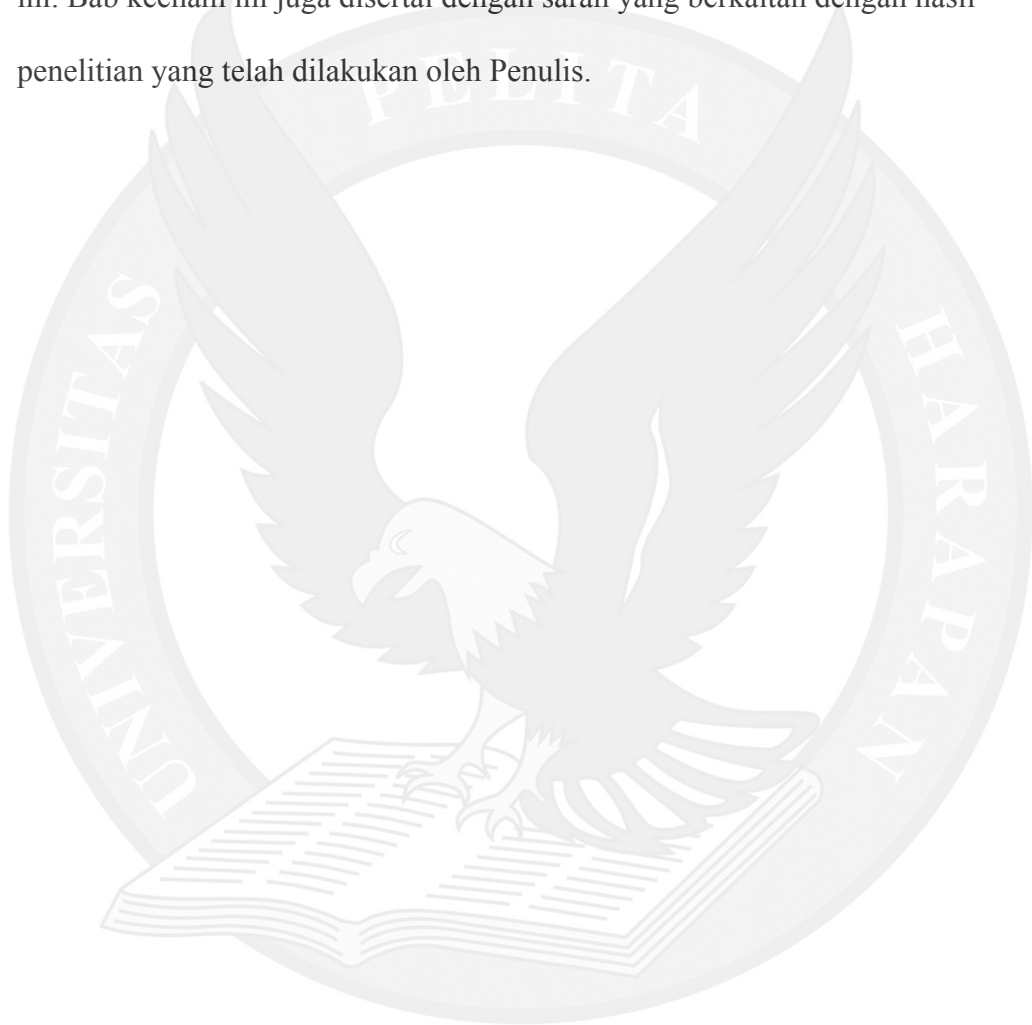 ini. Bab keenam ini juga disertai dengan saran yang berkaitan dengan hasil
penelitian yang telah dilakukan oleh Penulis.
UNIVERSITAS PELITA HARAPAN